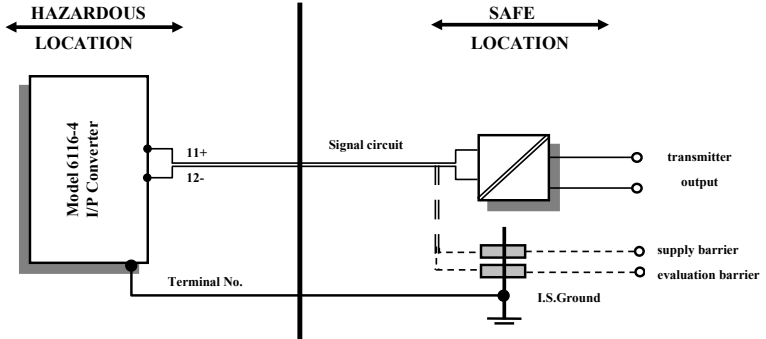 HAZARDOUS
LOCATION
SAFE
LOCATION
Model 6116-4
I/P Converter
11+
12-
Signal circuit
transmitter
output
supply barrier
evaluation barrier
Terminal No.
I.S.Ground